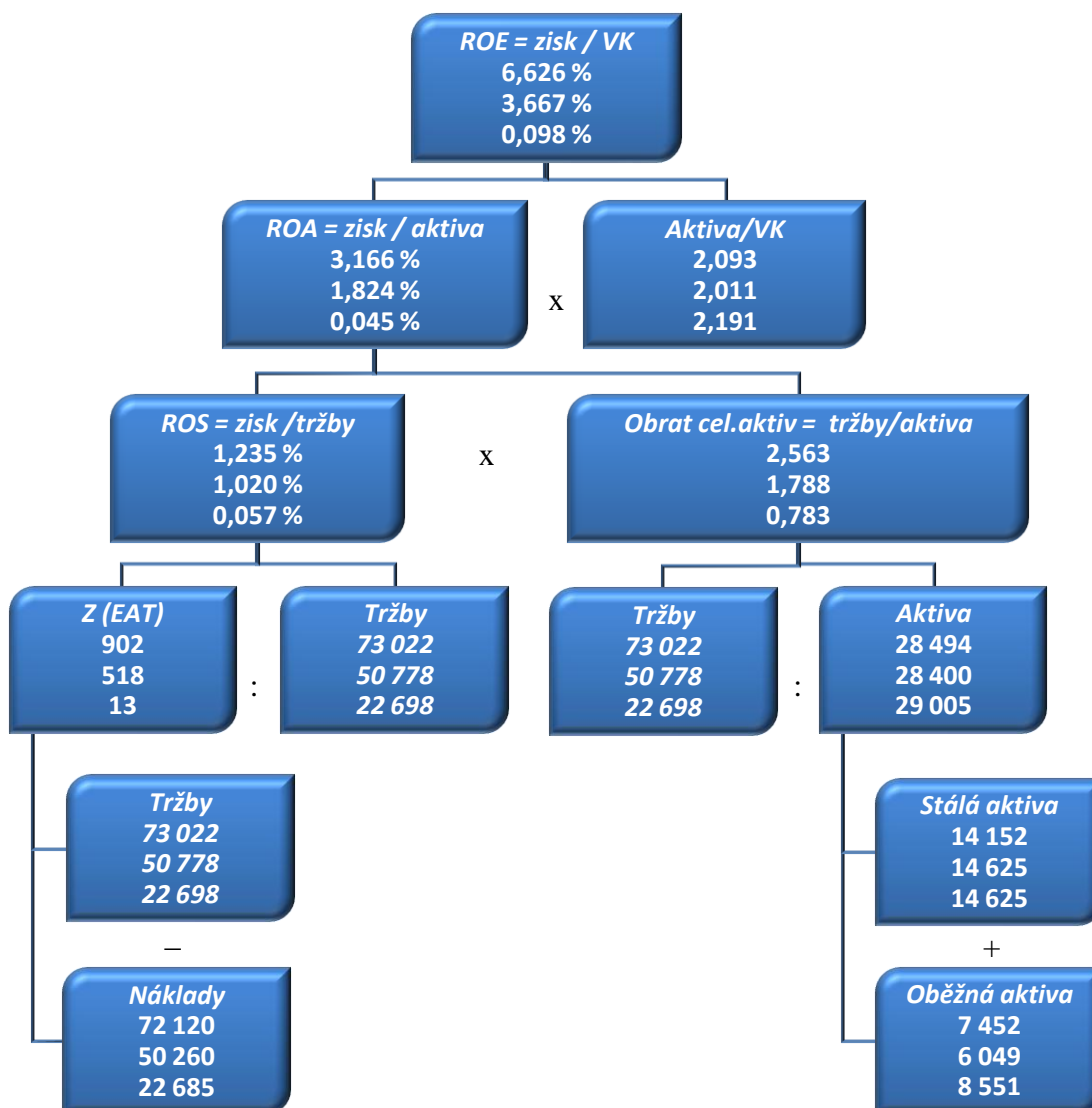 ROE = zisk / VK
6,626 %
3,667 %
0,098 %
ROA = zisk / aktiva
3,166 %
1,824 %
0,045 %
x
Aktiva/VK
2,093
2,011
2,191
ROS = zisk /tržby
1,235 %
1,020 %
0,057 %
x
Obrat cel.aktiv = tržby/aktiva
2,563
1,788
0,783
Z (EAT)
902
518
13
:
Tržby
73 022
50 778
22 698
Tržby
73 022
50 778
22 698
:
Aktiva
28 494
28 400
29 005
Tržby
73 022
50 778
22 698
–
Náklady
72 120
50 260
22 685
Stálá aktiva
14 152
14 625
14 625
+
Oběžná aktiva
7 452
6 049
8 551